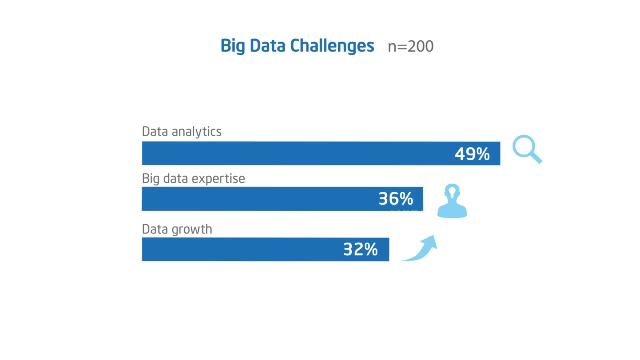 Big Data Challenges n=200
Data analytics
49%
Big data expertise
36%
Data growth
32%